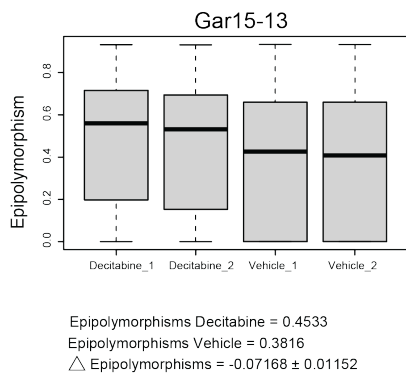 Gar15-13
Epipolymorphism
0.8
0.6
0.4
0.2
0.0
Decitabine_1 Decitabine_2 Vehicle_1 Vehicle_2
Epipolymorphisms Decitabine = 0.4533
Epipolymorphisms Vehicle = 0.3816
△ Epipolymorphisms = -0.07168 ± 0.01152